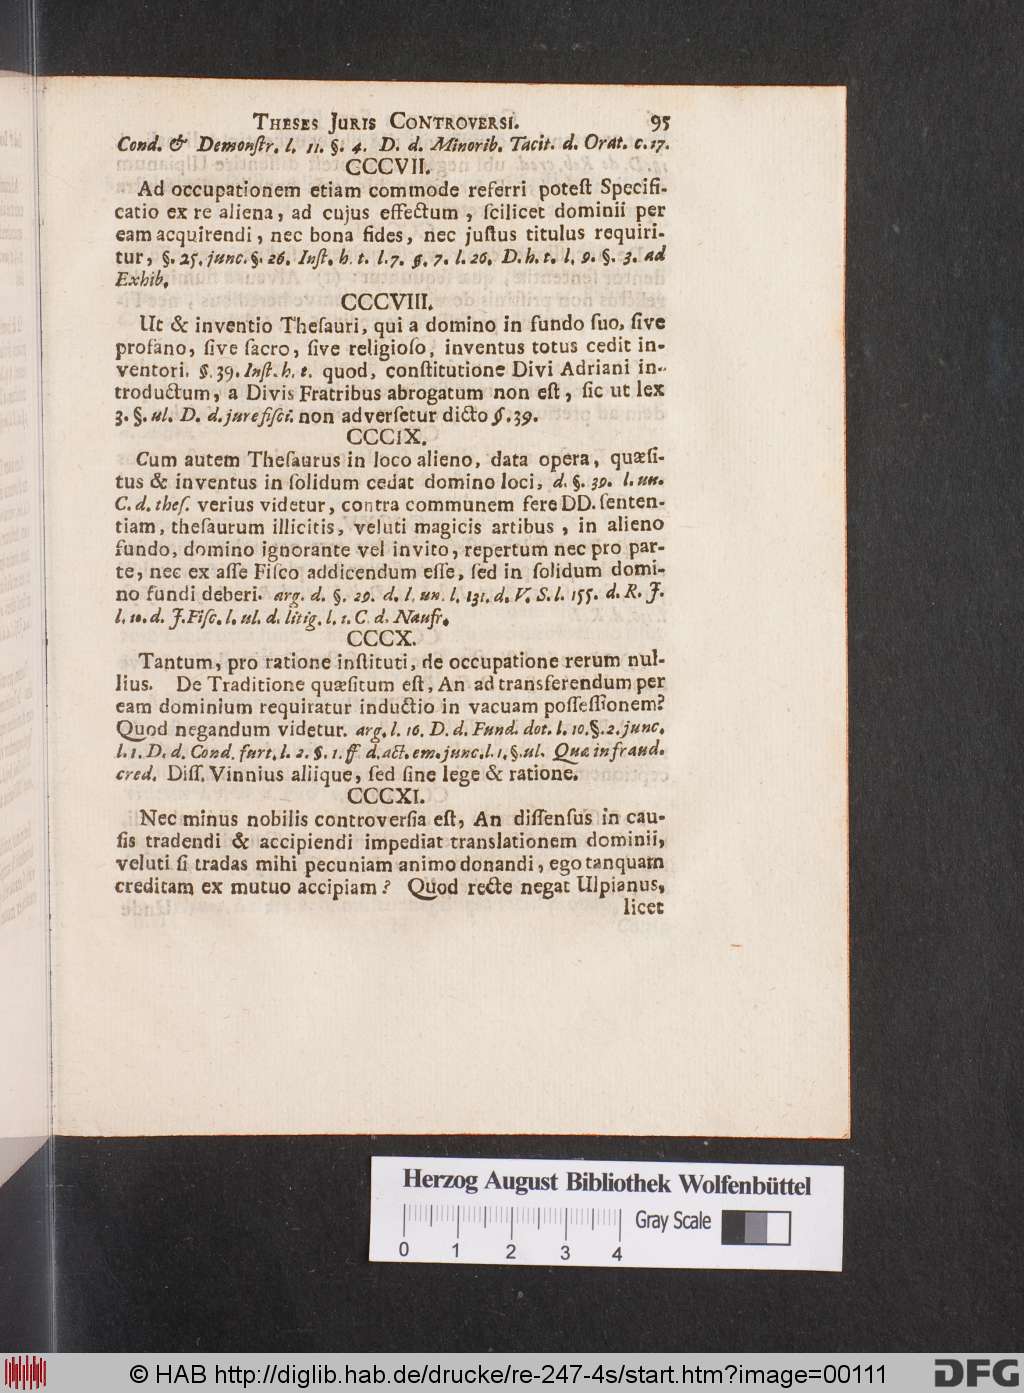 THESES JURIS CONTROVERSI. 95
Cond. & Demonſtr. l. 11. §. 4. D. d. Minorib. Tacit. d. Orat. c. 17.
CCCVII.
Ad occupationem etiam commode referri poteſt Specifi-
catio ex re aliena, ad cujus effectum, ſcilicet dominii per
eam acquirendi, nec bona fides, nec juſtus titulus requiri-
tur, §. 25. junc. §. 26. Inſt. h. t. l. 7. §. 7. l. 26. D. h. t. l. 9. §. 3. ad
Exhib.
CCCVIII.
Ut & inventio Theſauri, qui a domino in fundo ſuo, ſive
profano, ſive ſacro, ſive religioſo, inventus totus cedit in-
ventori. §. 39. Inſt. h. t. quod, conſtitutione Divi Adriani in-
troductum, a Divis Fratribus abrogatum non eſt, ſic ut lex
3. §. ul. D. d. jure fiſci. non adverſetur dicto §. 39.
CCCIX.
Cum autem Theſaurus in loco alieno, data opera, quæſi-
tus & inventus in ſolidum cedat domino loci, d. §. 39. l. un.
C. d. theſ. verius videtur, contra communem fere DD. ſenten-
tiam, theſaurum illicitis, veluti magicis artibus, in alieno
fundo, domino ignorante vel invito, repertum nec pro par-
te, nec ex aſſe Fiſco addicendum eſſe, ſed in ſolidum domi-
no fundi deberi. arg. d. §. 29. d. l. un. l. 131. d. V. S. l. 155. d. R. J.
l. 10. d. J. Fiſc. l. ul. d. litig. l. 1. C. d. Naufr.
CCCX.
Tantum, pro ratione inſtituti, de occupatione rerum nul-
lius. De Traditione quæſitum eſt, An ad transferendum per
eam dominium requiratur inductio in vacuam poſſeſſionem?
Quod negandum videtur. arg. l. 16. D. d. Fund. dot. l. 10. §. 2. junc.
l. 1. D. d. Cond. furt. l. 2. §. 1. ff. d. act. em. junc. l. 1. §. ul. Quæ in fraud.
cred. Diſſ. Vinnius aliique, ſed ſine lege & ratione.
CCCXI.
Nec minus nobilis controverſia eſt, An diſſenſus in cau-
ſis tradendi & accipiendi impediat translationem dominii,
veluti ſi tradas mihi pecuniam animo donandi, ego tanquam
creditam ex mutuo accipiam? Quod recte negat Ulpianus,
licet
Herzog August Bibliothek Wolfenbüttel
Gray Scale
0 1 2 3 4
© HAB http://diglib.hab.de/drucke/re-247-4s/start.htm?image=00111
DFG